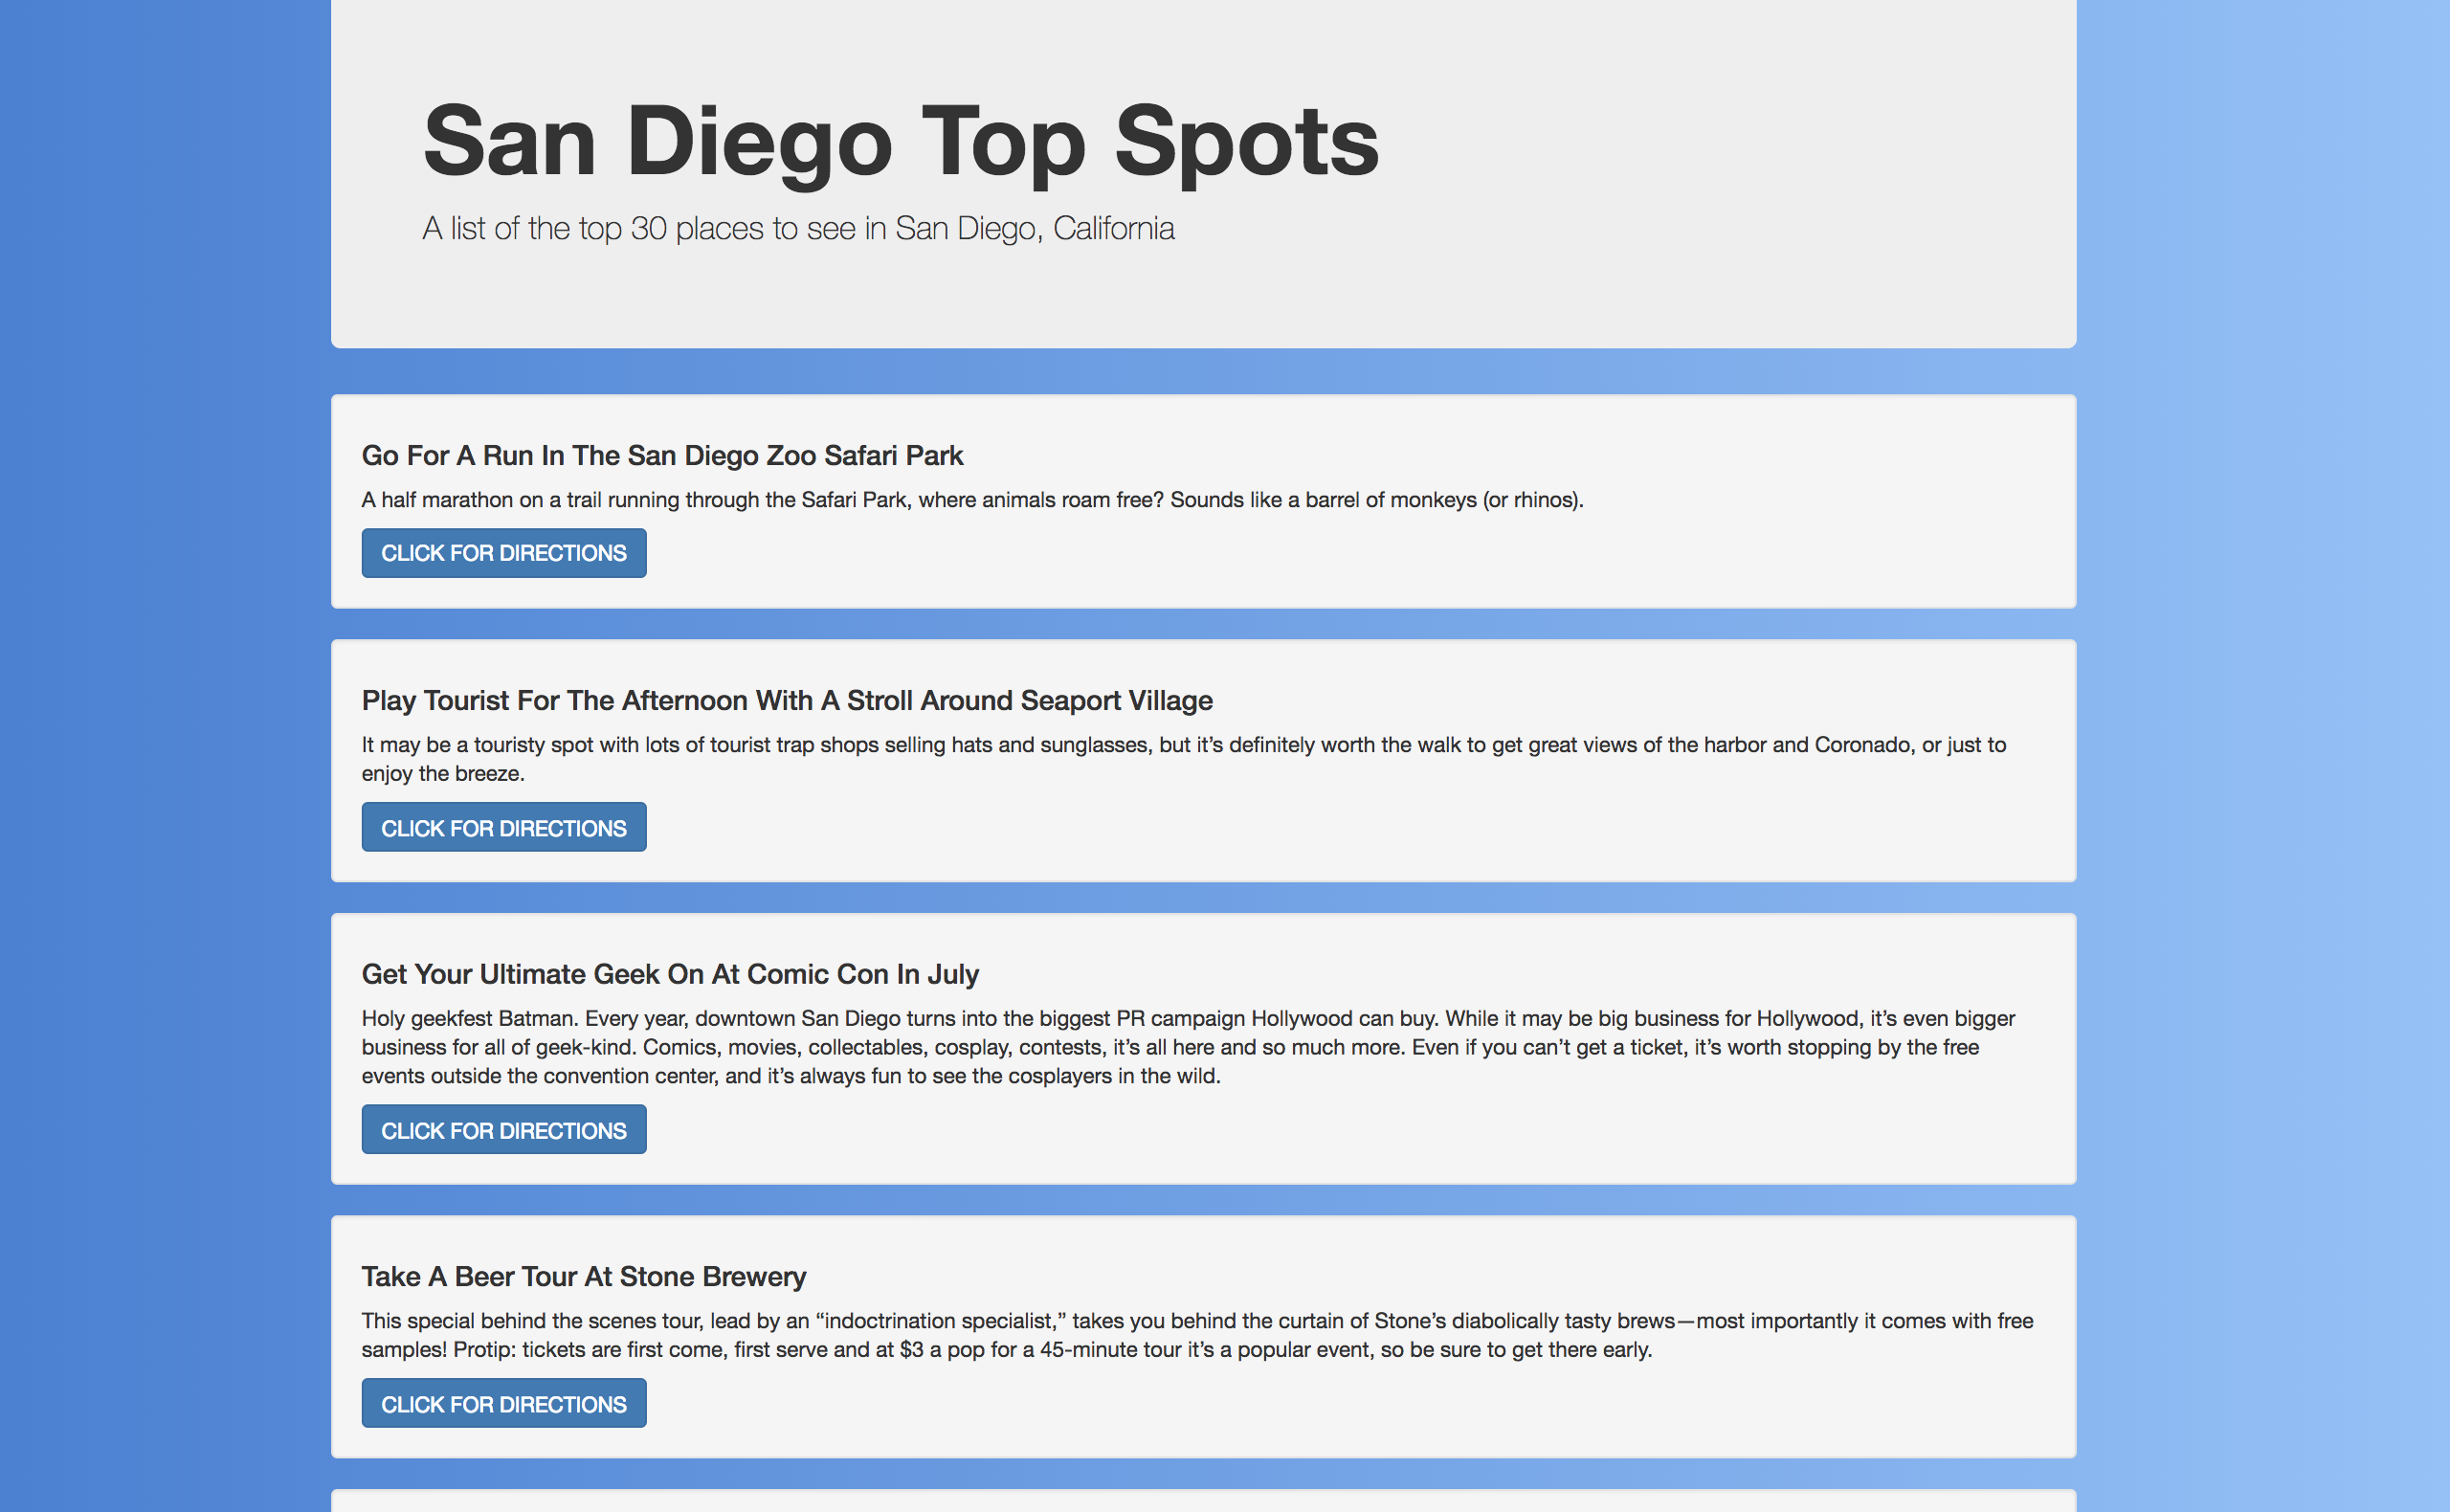 San Diego Top Spots
A list of the top 30 places to see in San Diego, California
Go For A Run In The San Diego Zoo Safari Park
A half marathon on a trail running through the Safari Park, where animals roam free? Sounds like a barrel of monkeys (or rhinos).
CLICK FOR DIRECTIONS
Play Tourist For The Afternoon With A Stroll Around Seaport Village
It may be a touristy spot with lots of tourist trap shops selling hats and sunglasses, but it’s definitely worth the walk to get great views of the harbor and Coronado, or just to
enjoy the breeze.
CLICK FOR DIRECTIONS
Get Your Ultimate Geek On At Comic Con In July
Holy geekfest Batman. Every year, downtown San Diego turns into the biggest PR campaign Hollywood can buy. While it may be big business for Hollywood, it’s even bigger
business for all of geek-kind. Comics, movies, collectables, cosplay, contests, it’s all here and so much more. Even if you can’t get a ticket, it’s worth stopping by the free
events outside the convention center, and it’s always fun to see the cosplayers in the wild.
CLICK FOR DIRECTIONS
Take A Beer Tour At Stone Brewery
This special behind the scenes tour, lead by an “indoctrination specialist,” takes you behind the curtain of Stone’s diabolically tasty brews—most importantly it comes with free
samples! Protip: tickets are first come, first serve and at $3 a pop for a 45-minute tour it’s a popular event, so be sure to get there early.
CLICK FOR DIRECTIONS